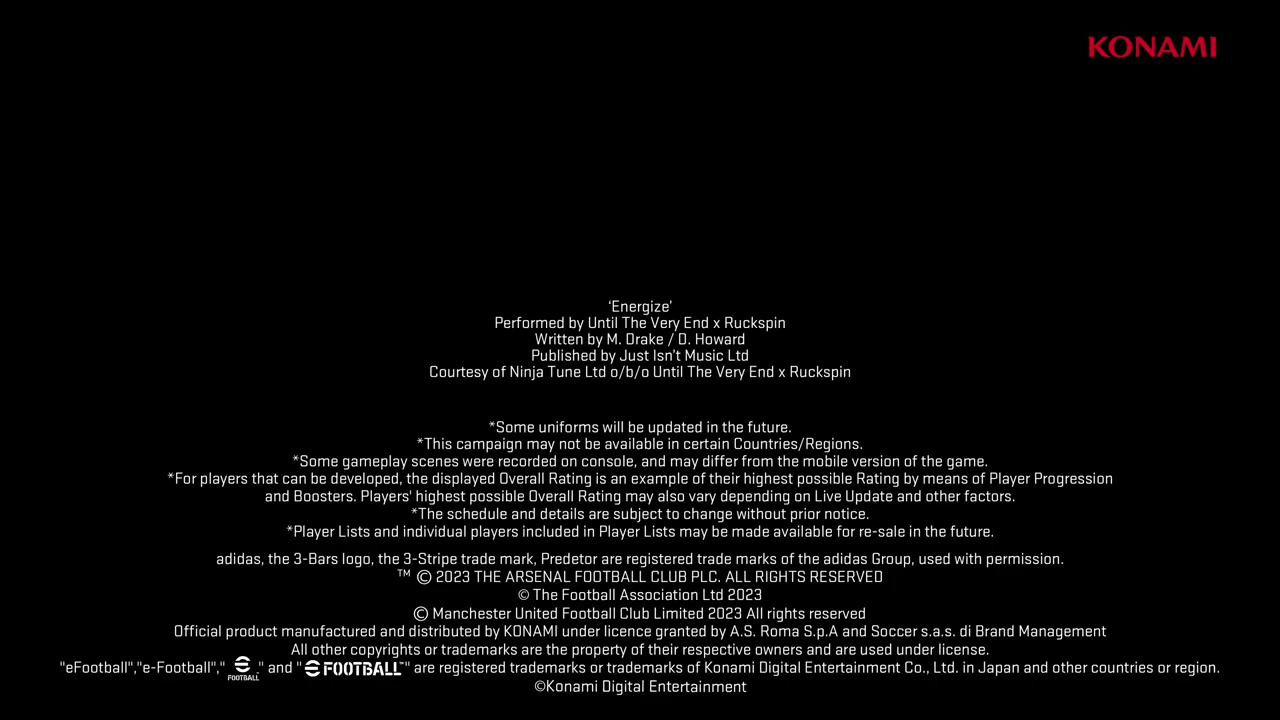 KONAMI
‘Energize’
Performed by Until The Very End x Ruckspin
Written by M. Drake / D. Howard
Published by Just Isn’t Music Ltd
Courtesy of Ninja Tune Ltd o/b/o Until The Very End x Ruckspin
*Some uniforms will be updated in the future.
*This campaign may not be available in certain Countries/Regions.
*Some gameplay scenes were recorded on console, and may differ from the mobile version of the game.
*For players that can be developed, the displayed Overall Rating is an example of their highest possible Rating by means of Player Progression
and Boosters. Players' highest possible Overall Rating may also vary depending on Live Update and other factors.
*The schedule and details are subject to change without prior notice.
*Player Lists and individual players included in Player Lists may be made available for re-sale in the future.
adidas, the 3-Bars logo, the 3-Stripe trade mark, Predetor are registered trade marks of the adidas Group, used with permission.
™ © 2023 THE ARSENAL FOOTBALL CLUB PLC. ALL RIGHTS RESERVED
© The Football Association Ltd 2023
© Manchester United Football Club Limited 2023 All rights reserved
Official product manufactured and distributed by KONAMI under licence granted by A.S. Roma S.p.A and Soccer s.a.s. di Brand Management
All other copyrights or trademarks are the property of their respective owners and are used under license.
"eFootball","e-Football","e FOOTBALL" and "e FOOTBALL™" are registered trademarks or trademarks of Konami Digital Entertainment Co., Ltd. in Japan and other countries or region.
©Konami Digital Entertainment